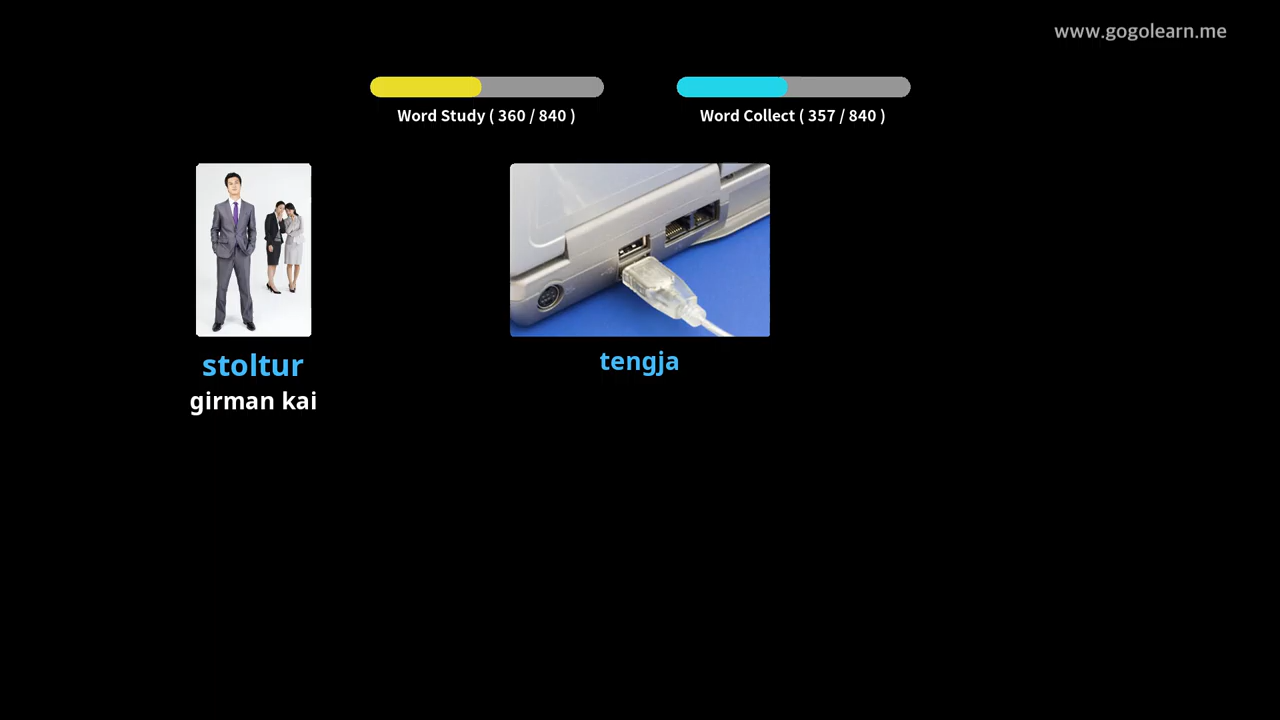 www.gogolearn.me
Word Study ( 360 / 840 )
Word Collect ( 357 / 840 )
stoltur
girman kai
tengja